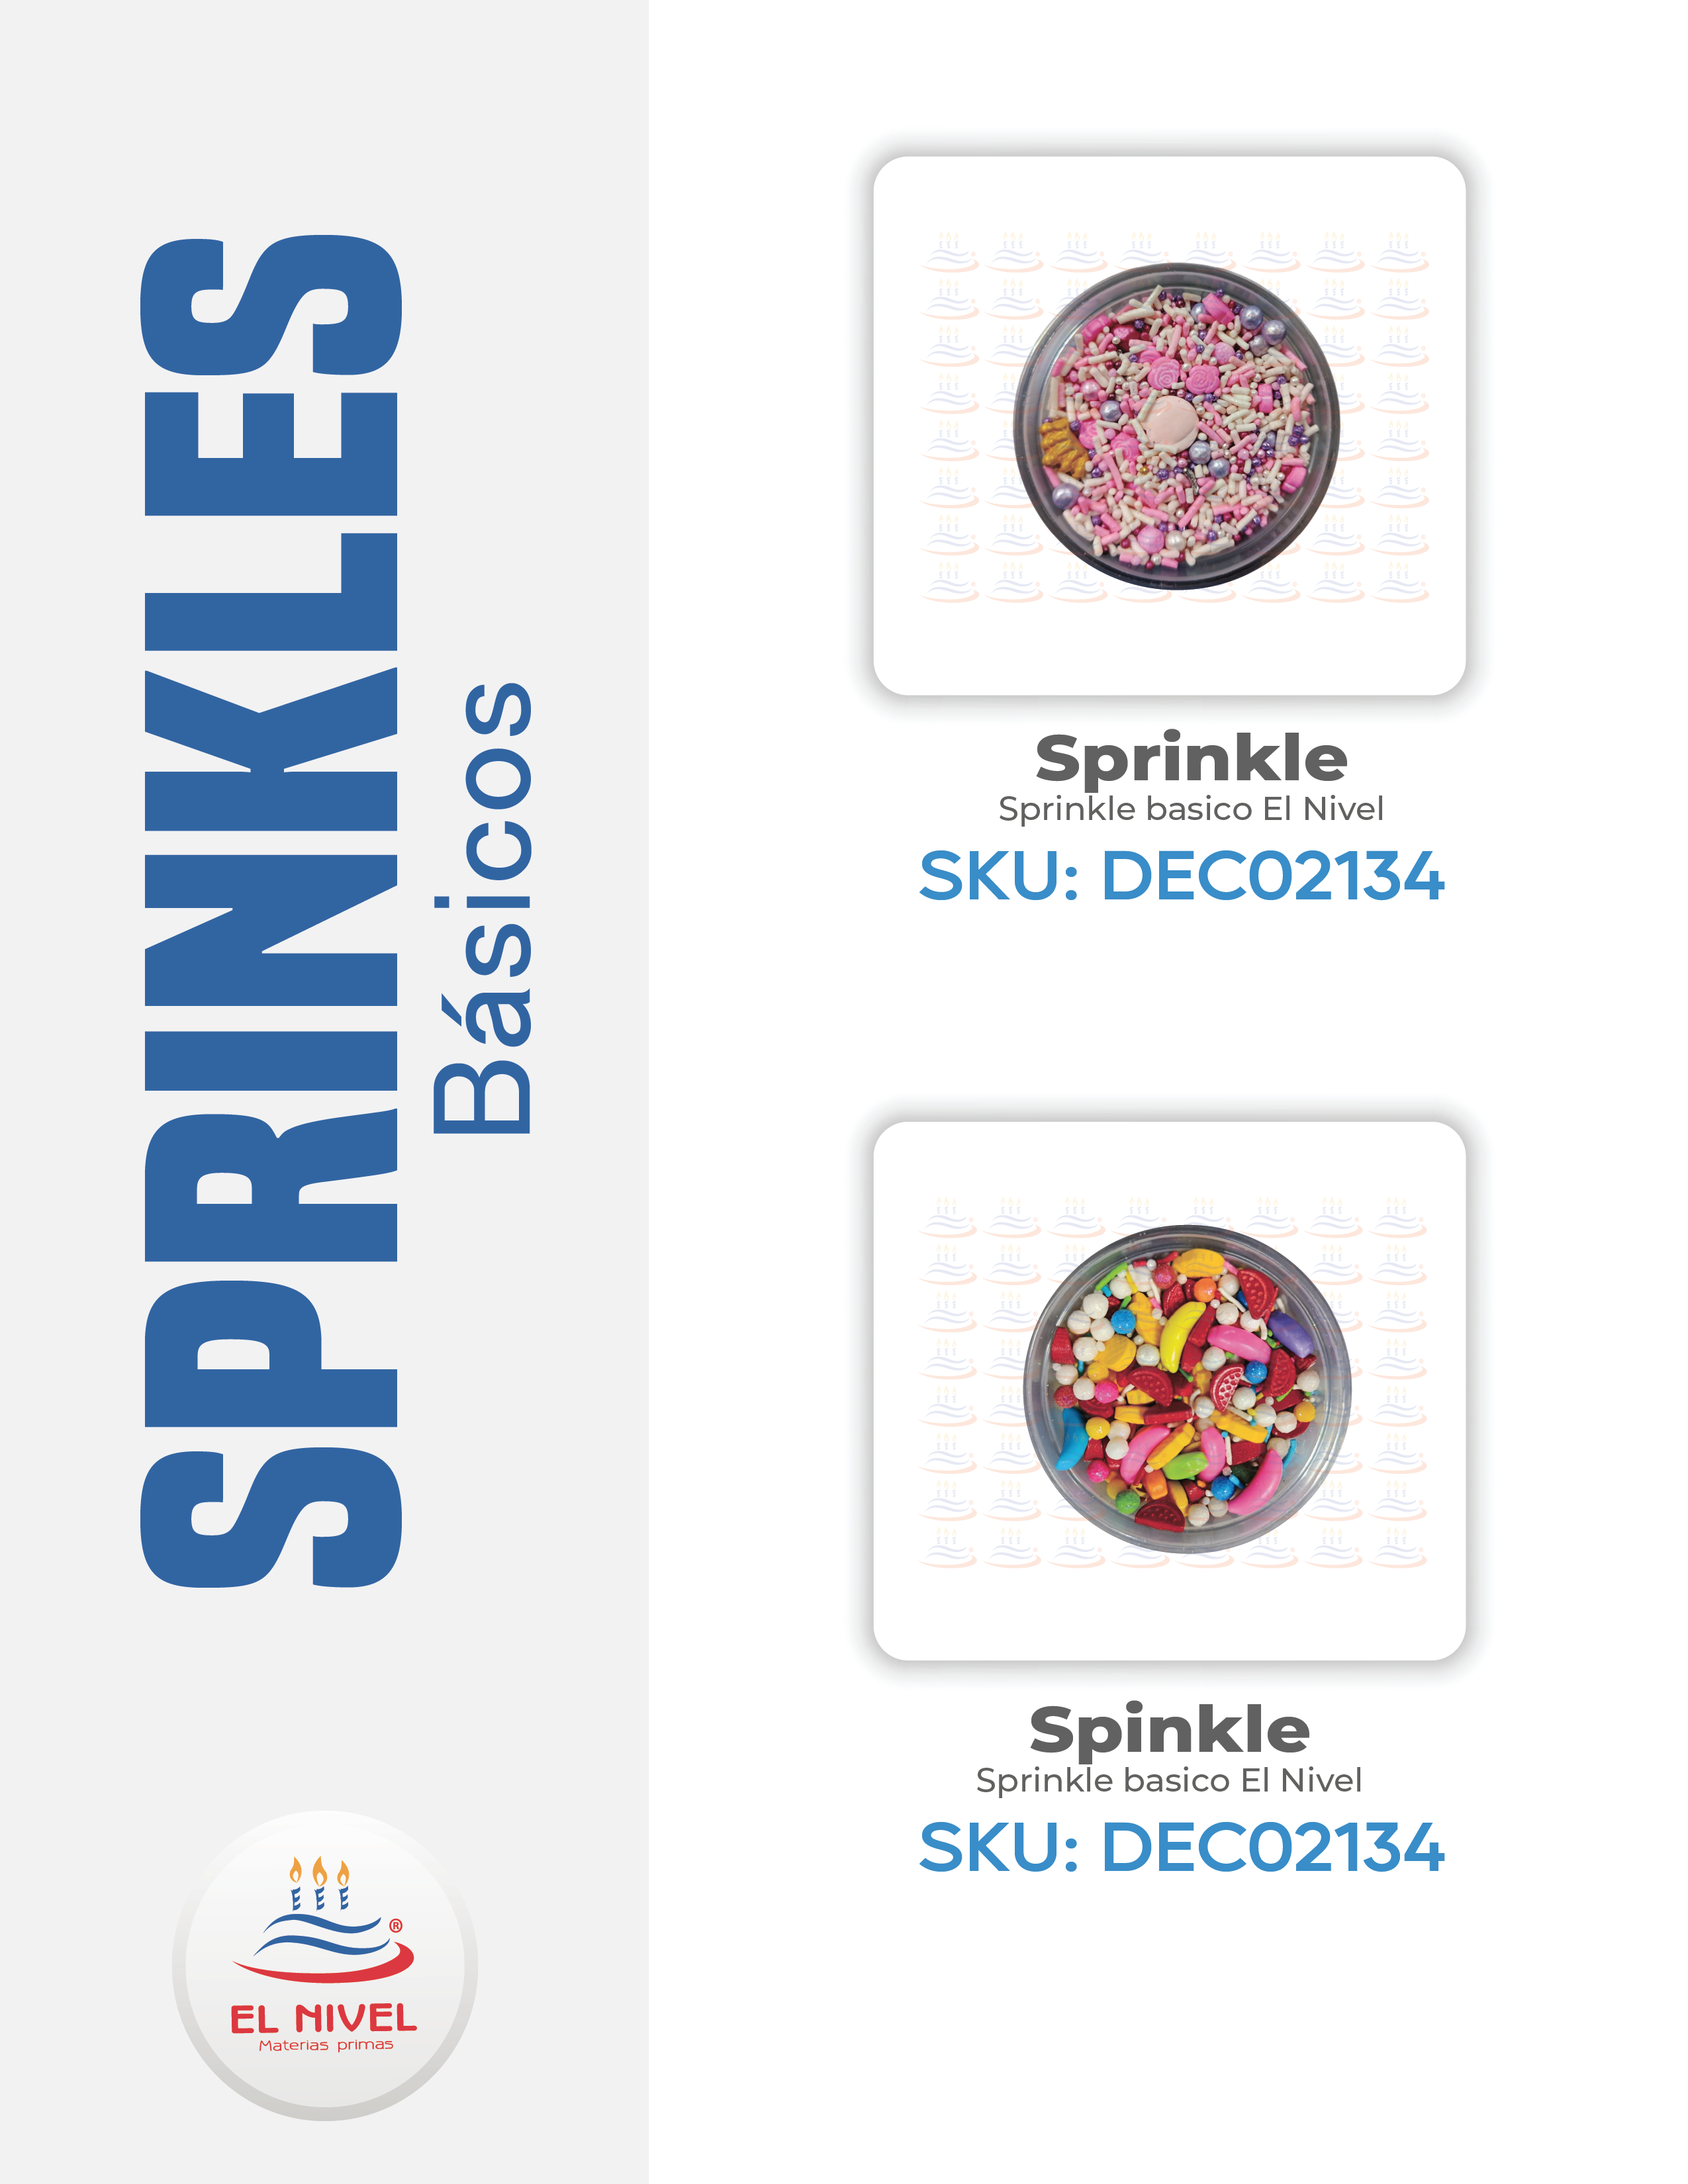 SPRINKLES
Básicos
Sprinkle
Sprinkle basico El Nivel
SKU: DEC02134
Spinkle
Sprinkle basico El Nivel
SKU: DEC02134
®
EL NIVEL
Materias primas